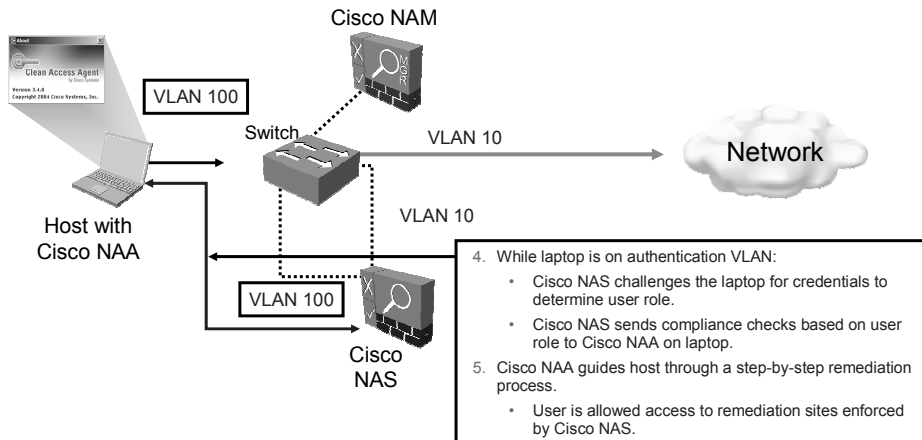 Cisco NAM
About
Clean Access Agent
by Cisco Systems
Version 3.4.0
Copyright 2004 Cisco Systems, Inc.
MGR
VLAN 100
Switch
VLAN 10
Network
Host with
Cisco NAA
VLAN 10
VLAN 100
Cisco
NAS
4. While laptop is on authentication VLAN:
• Cisco NAS challenges the laptop for credentials to
determine user role.
• Cisco NAS sends compliance checks based on user
role to Cisco NAA on laptop.
5. Cisco NAA guides host through a step-by-step remediation
process.
• User is allowed access to remediation sites enforced
by Cisco NAS.